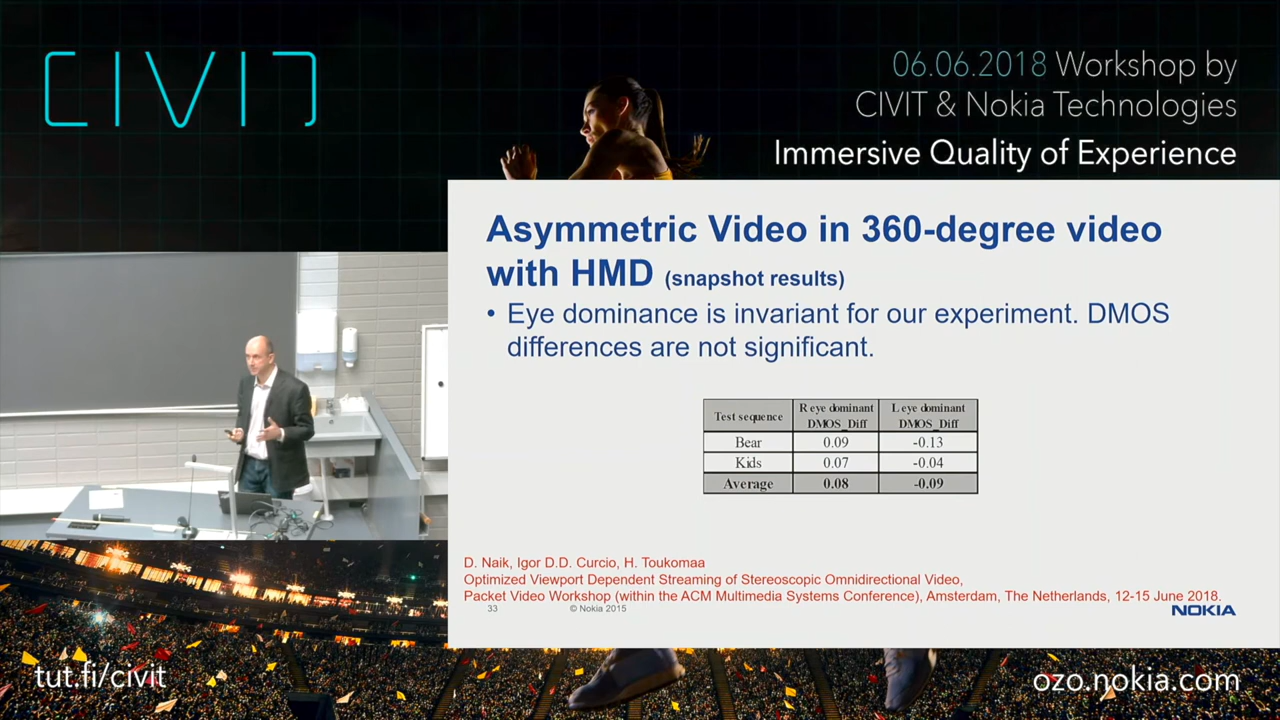 CIVIT
06.06.2018 Workshop by
CIVIT & Nokia Technologies
Immersive Quality of Experience
Asymmetric Video in 360-degree video
with HMD (snapshot results)
• Eye dominance is invariant for our experiment. DMOS
differences are not significant.
Test sequence R eye dominant DMOS_Diff L eye dominant DMOS_Diff
Bear 0.09 -0.13
Kids 0.07 -0.04
Average 0.08 -0.09
D. Naik, Igor D.D. Curcio, H. Toukomaa
Optimized Viewport Dependent Streaming of Stereoscopic Omnidirectional Video,
Packet Video Workshop (within the ACM Multimedia Systems Conference), Amsterdam, The Netherlands, 12-15 June 2018.
33 © Nokia 2015
NOKIA
tut.fi/civit
ozo.nokia.com